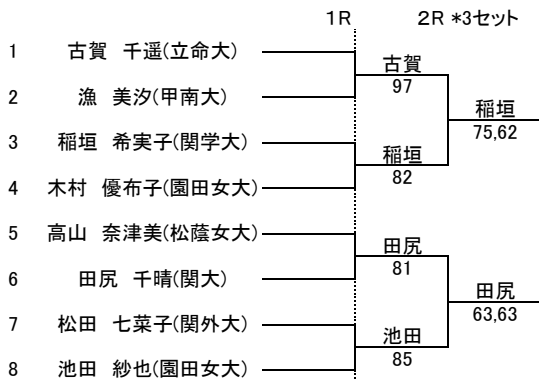 1R 2R *3セット
1 古賀 千遥(立命大)
古賀
97
2 漁 美汐(甲南大)
稲垣
75,62
3 稲垣 希実子(関学大)
稲垣
82
4 木村 優布子(園田女大)
5 高山 奈津美(松蔭女大)
田尻
81
6 田尻 千晴(関大)
田尻
63,63
7 松田 七菜子(関外大)
池田
85
8 池田 紗也(園田女大)